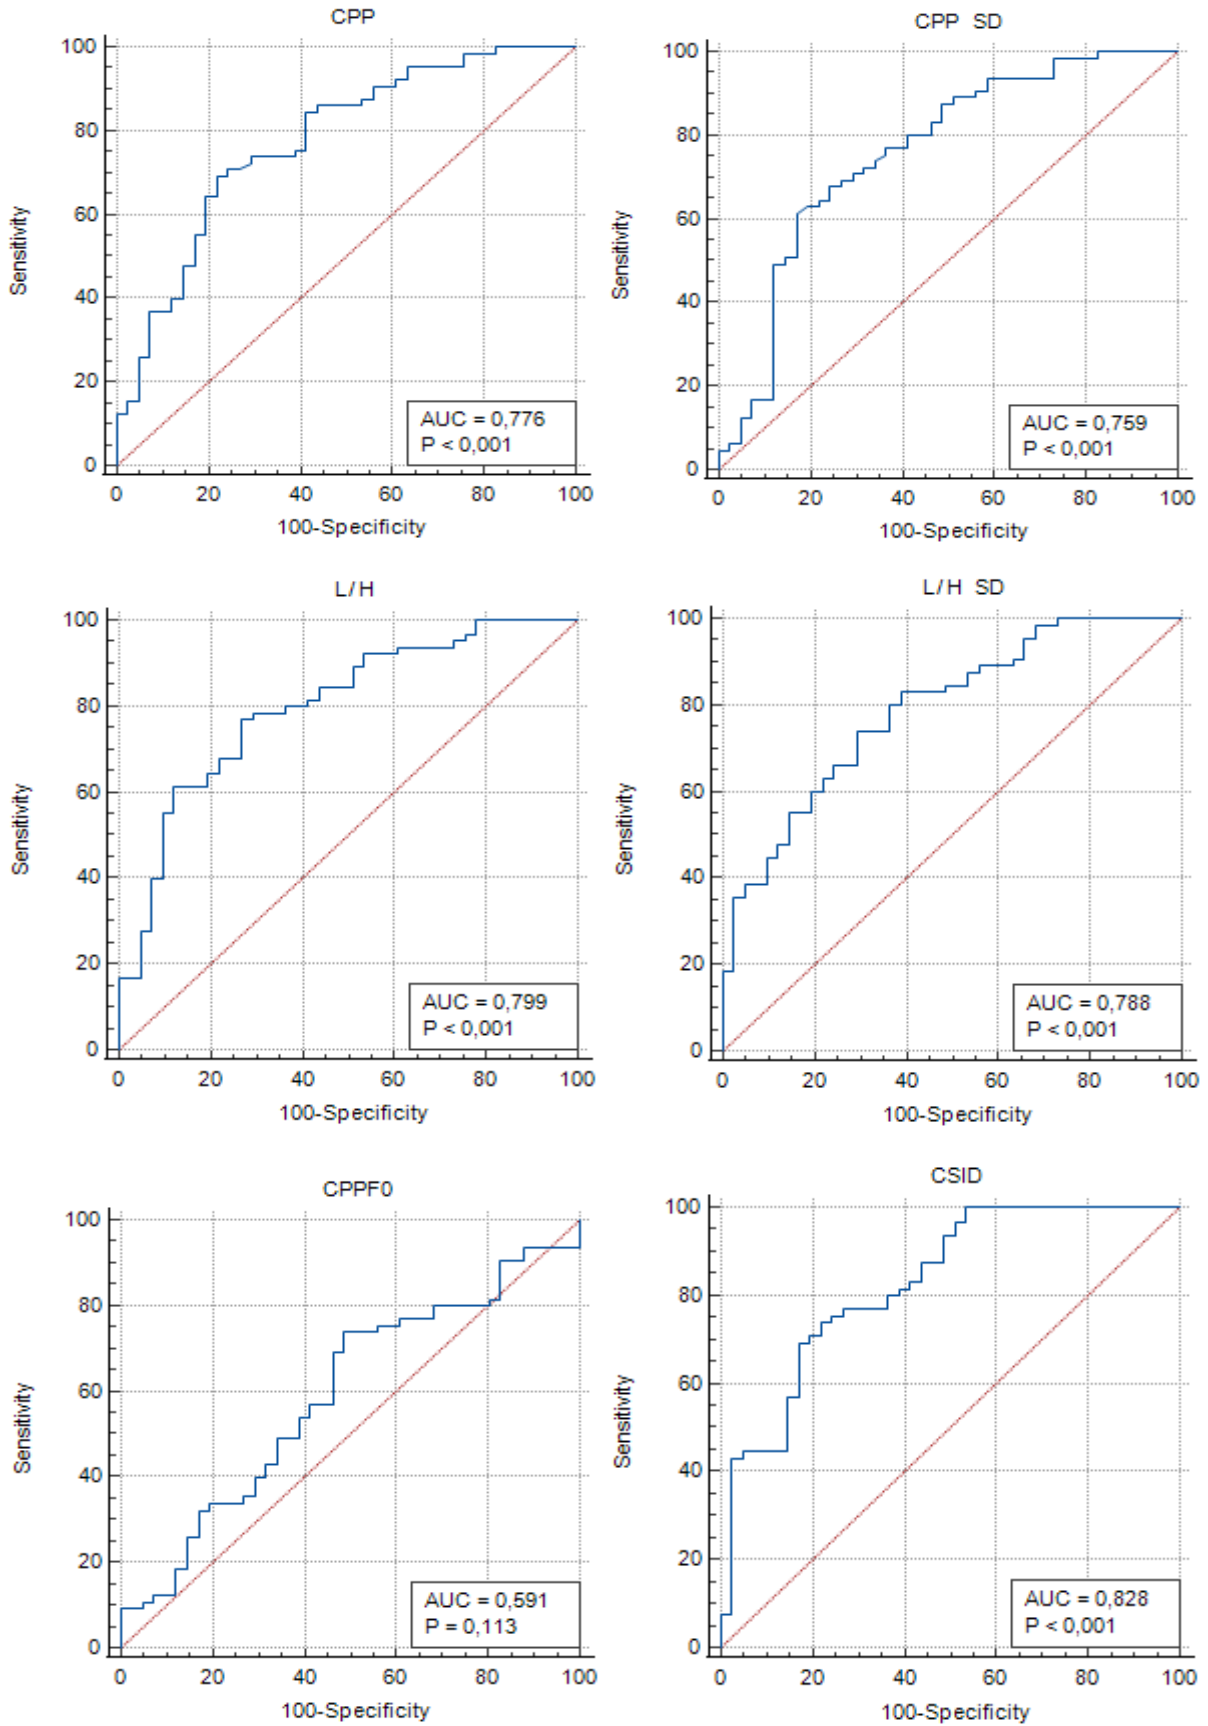 CPP
100
80
60
40
20
0
Sensitivity
AUC = 0,776
P < 0,001
0 20 40 60 80 100
100-Specificity
CPP SD
100
80
60
40
20
0
Sensitivity
AUC = 0,759
P < 0,001
0 20 40 60 80 100
100-Specificity
L/H
100
80
60
40
20
0
Sensitivity
AUC = 0,799
P < 0,001
0 20 40 60 80 100
100-Specificity
L/H SD
100
80
60
40
20
0
Sensitivity
AUC = 0,788
P < 0,001
0 20 40 60 80 100
100-Specificity
CPPF0
100
80
60
40
20
0
Sensitivity
AUC = 0,591
P = 0,113
0 20 40 60 80 100
100-Specificity
CSID
100
80
60
40
20
0
Sensitivity
AUC = 0,828
P < 0,001
0 20 40 60 80 100
100-Specificity